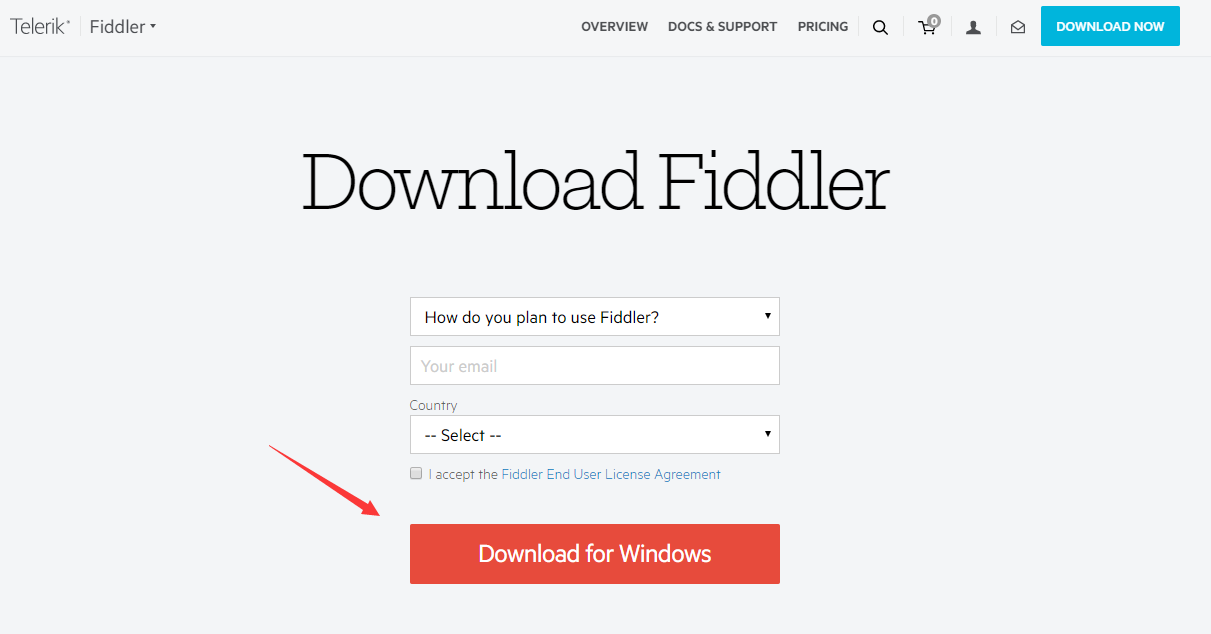 Telerik Fiddler OVERVIEW DOCS & SUPPORT PRICING 0 DOWNLOAD NOW
Download Fiddler
How do you plan to use Fiddler?
Your email
Country
-- Select --
I accept the Fiddler End User License Agreement
Download for Windows